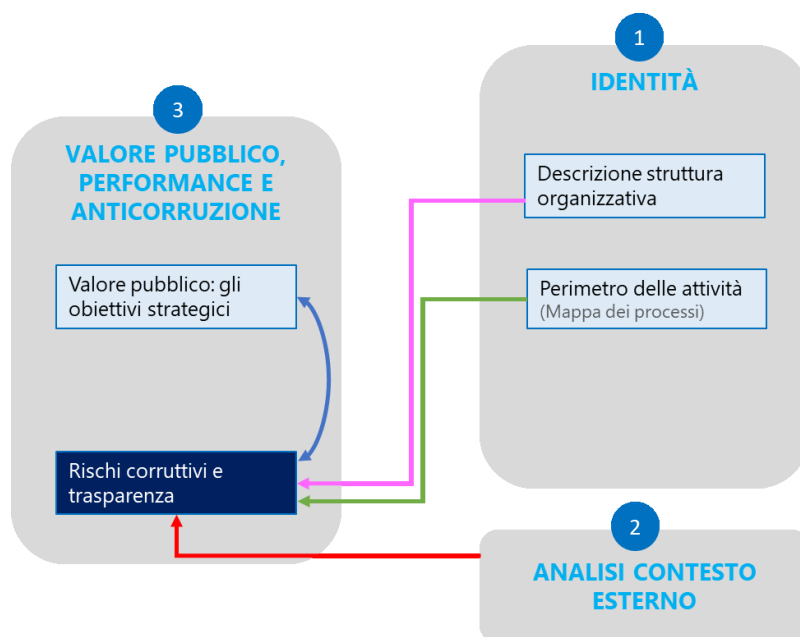 1
IDENTITÀ
Descrizione struttura
organizzativa
Perimetro delle attività
(Mappa dei processi)
2
ANALISI CONTESTO
ESTERNO
3
VALORE PUBBLICO,
PERFORMANCE E
ANTICORRUZIONE
Valore pubblico: gli
obiettivi strategici
Rischi corruttivi e
trasparenza